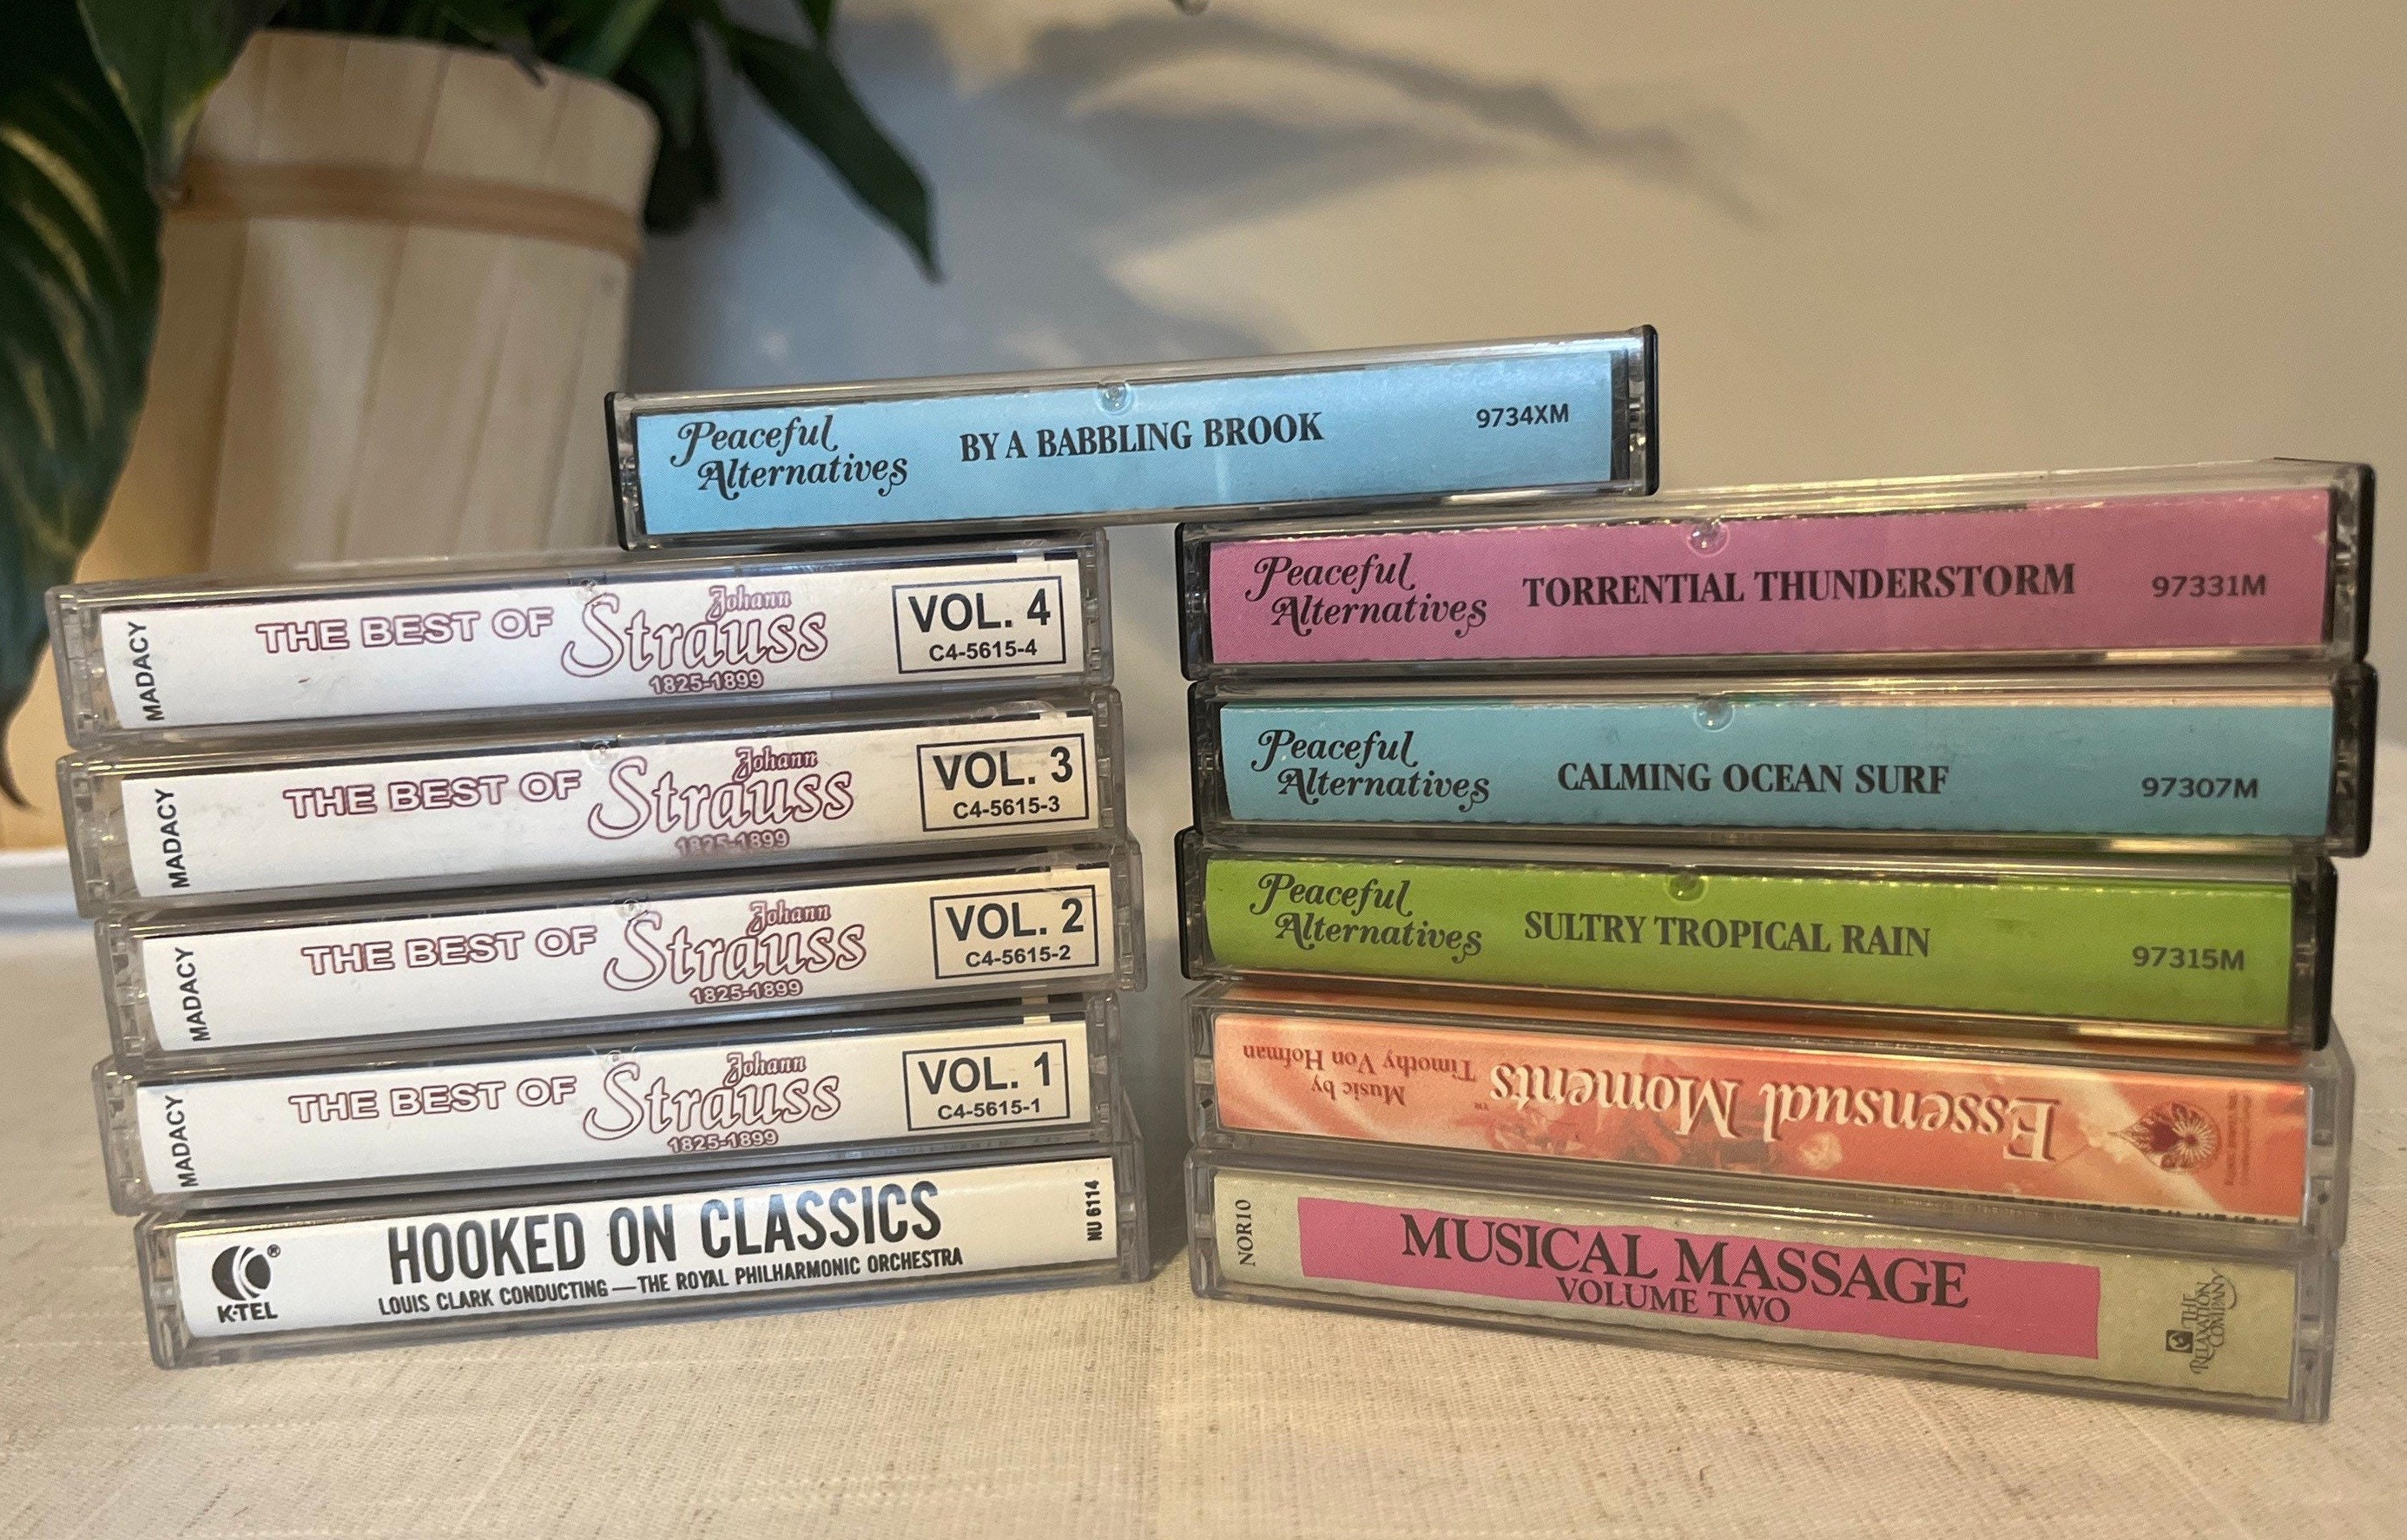 Peaceful
Alternatives
BY A BABBLING BROOK
9734XM
MADACY
THE BEST OF
Johann
Strauss
1825-1899
VOL. 4
C4-5615-4
MADACY
THE BEST OF
Johann
Strauss
1825-1899
VOL. 3
C4-5615-3
MADACY
THE BEST OF
Johann
Strauss
1825-1899
VOL. 2
C4-5615-2
MADACY
THE BEST OF
Johann
Strauss
1825-1899
VOL. 1
C4-5615-1
K-TEL®
HOOKED ON CLASSICS
LOUIS CLARK CONDUCTING—THE ROYAL PHILHARMONIC ORCHESTRA
NU 6114
Peaceful
Alternatives
TORRENTIAL THUNDERSTORM
97331M
Peaceful
Alternatives
CALMING OCEAN SURF
97307M
Peaceful
Alternatives
SULTRY TROPICAL RAIN
97315M
Essensual Moments™
Music by
Timothy Von Hofman
NOR10
MUSICAL MASSAGE
VOLUME TWO
THE
RELAXATION
COMPANY